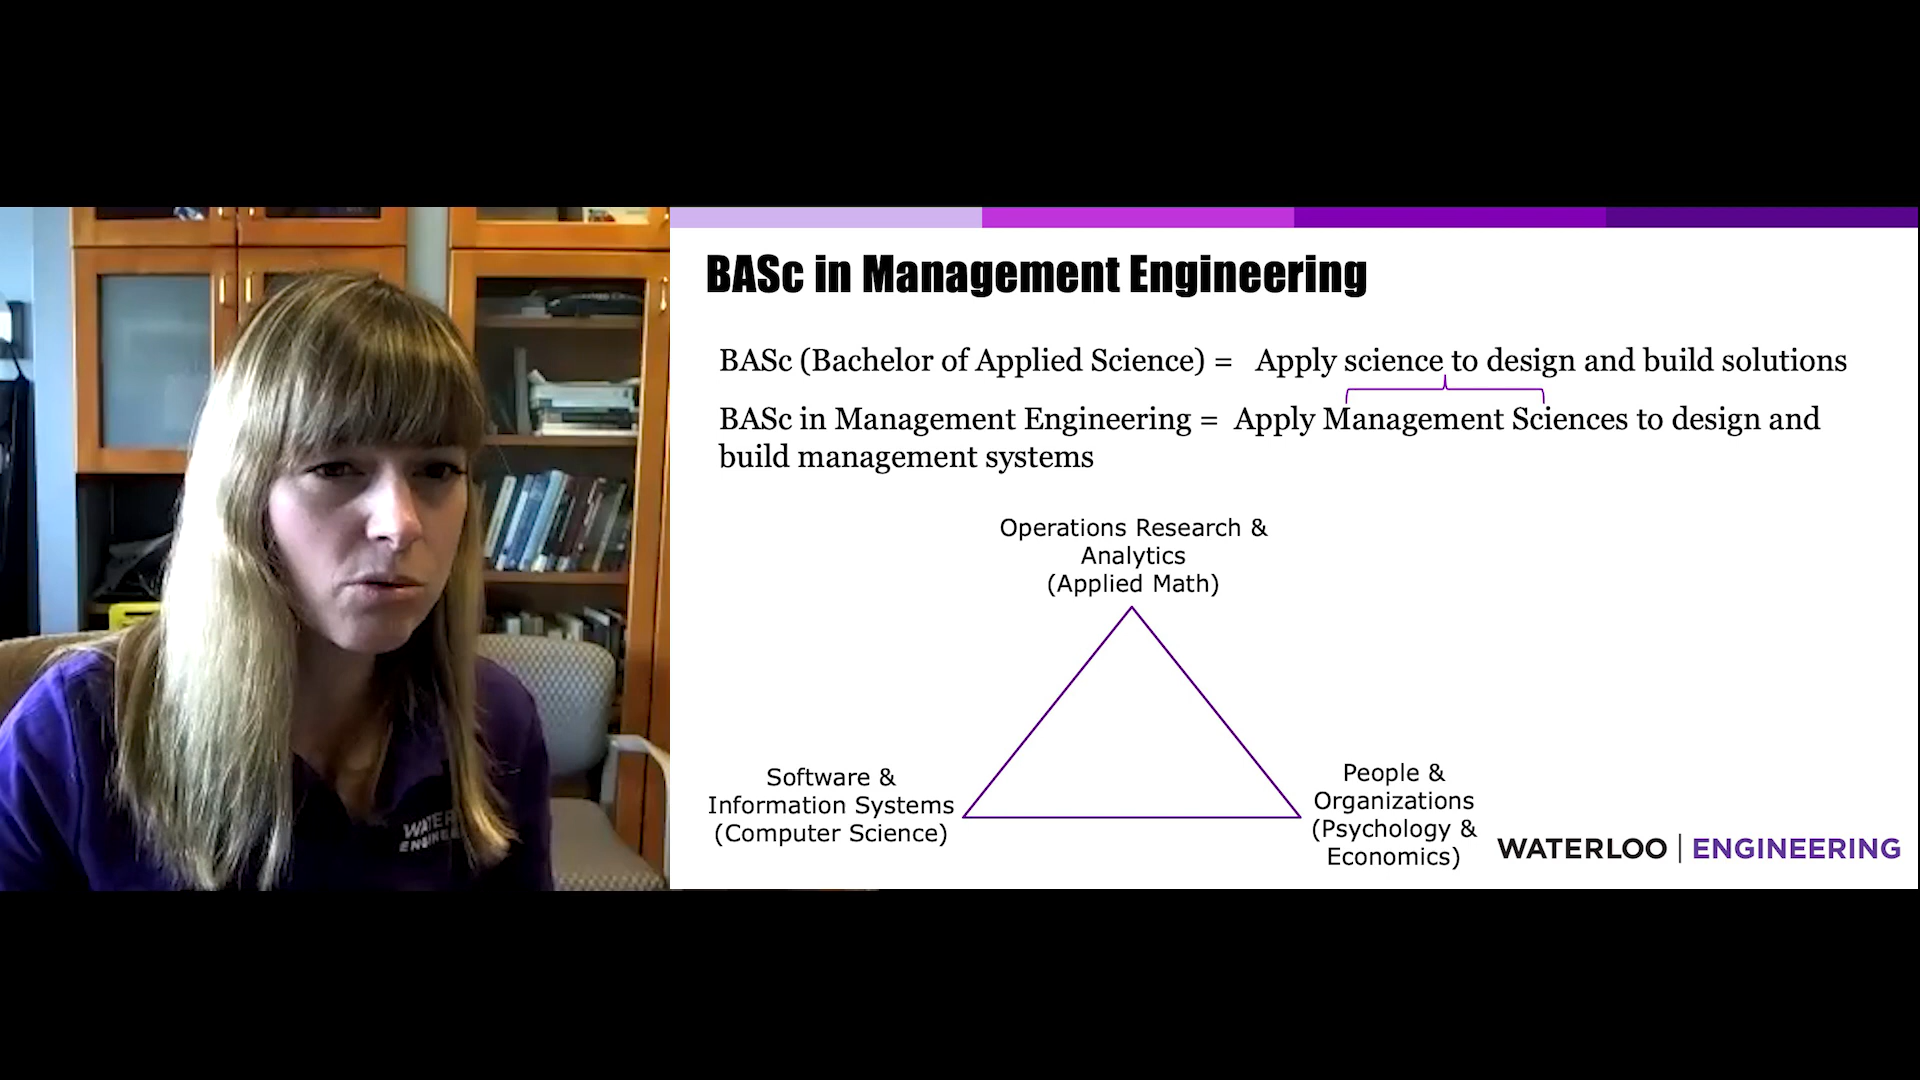 BASc in Management Engineering
BASc (Bachelor of Applied Science) = Apply science to design and build solutions
BASc in Management Engineering = Apply Management Sciences to design and
build management systems
Operations Research &
Analytics
(Applied Math)
Software &
Information Systems
(Computer Science)
People &
Organizations
(Psychology &
Economics)
WATERLOO | ENGINEERING